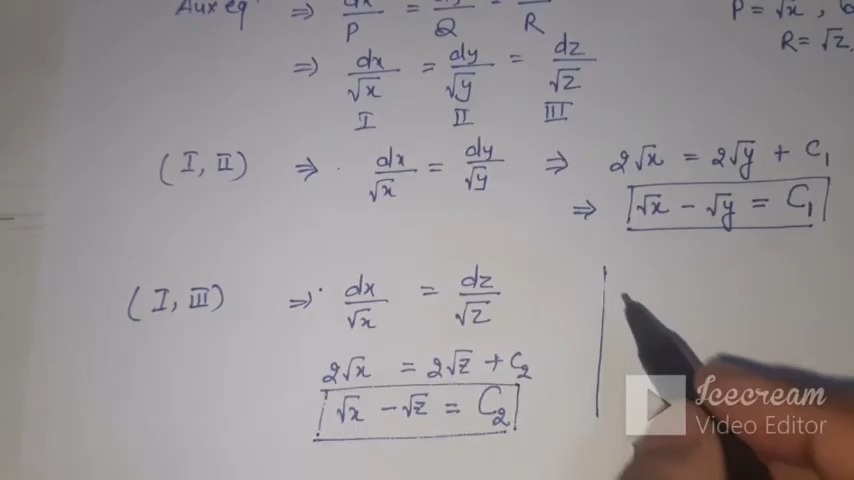 Aux eq ⇒ dx/P = dy/Q = /R
P = √x ,
R = √z,
⇒ dx/√x = dy/√y = dz/√z
I II III
(I, II) ⇒ dx/√x = dy/√y ⇒ 2√x = 2√y + C1
⇒ √x - √y = C1
(I, III) ⇒ dx/√x = dz/√z
2√x = 2√z + C2
√x - √z = C2
Icecream
Video Editor